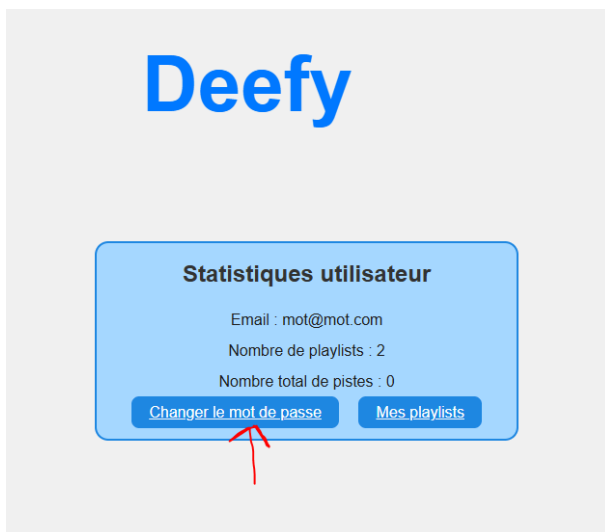 Deefy
Statistiques utilisateur
Email : mot@mot.com
Nombre de playlists : 2
Nombre total de pistes : 0
Changer le mot de passe Mes playlists